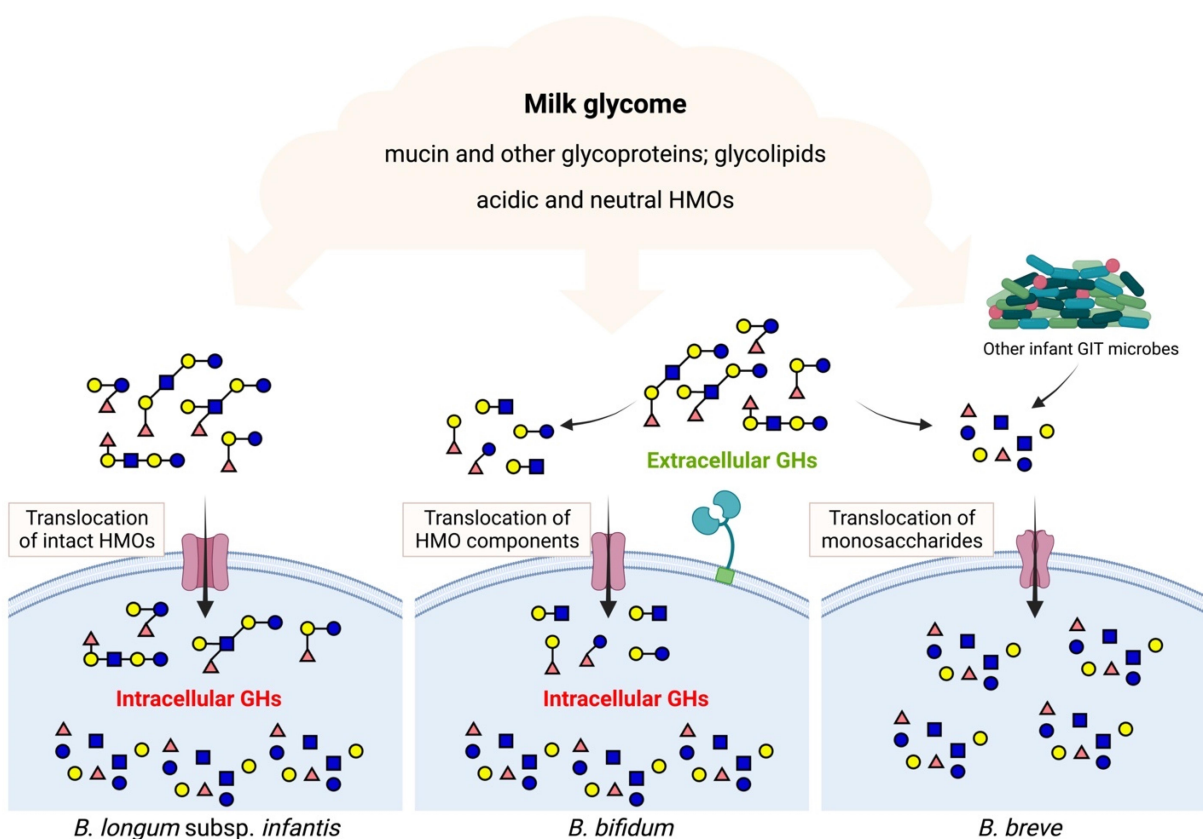 Milk glycome
mucin and other glycoproteins; glycolipids
acidic and neutral HMOs
Other infant GIT microbes
Extracellular GHs
Translocation
of intact HMOs
Translocation of
HMO components
Translocation of
monosaccharides
Intracellular GHs
Intracellular GHs
B. longum subsp. infantis
B. bifidum
B. breve